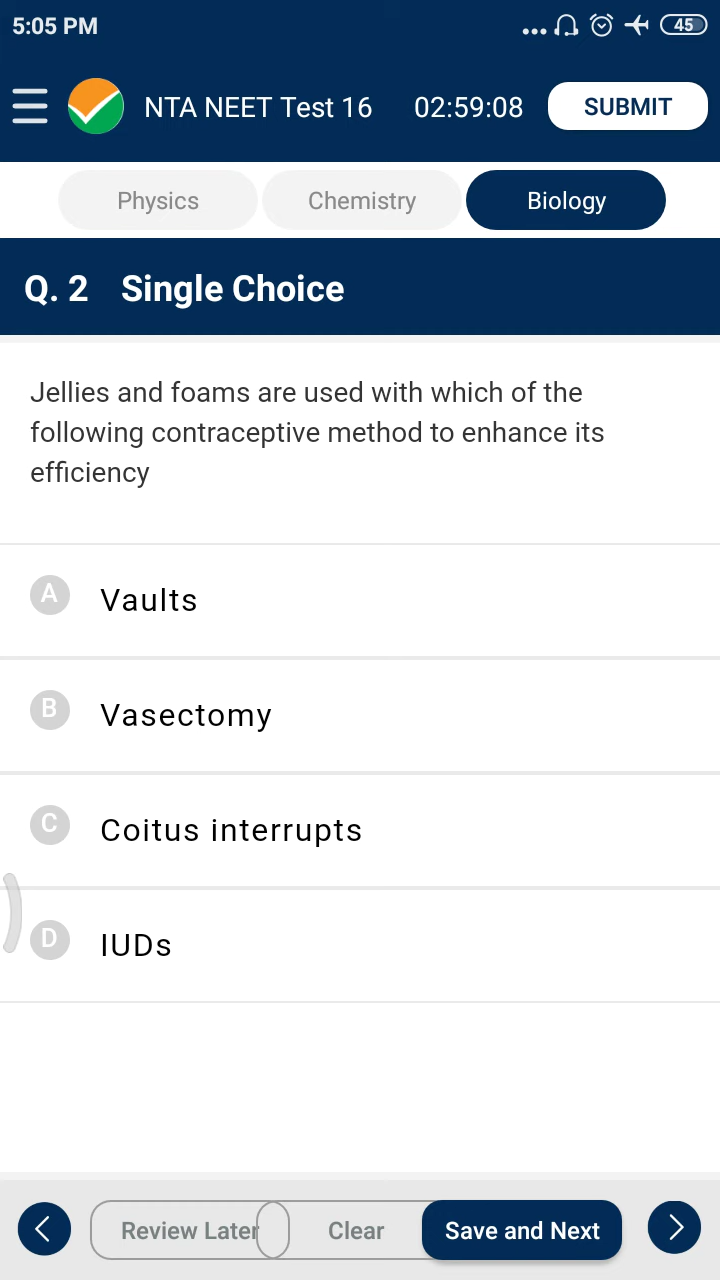 5:05 PM
45
NTA NEET Test 16
02:59:08
SUBMIT
Physics
Chemistry
Biology
Q. 2 Single Choice
Jellies and foams are used with which of the
following contraceptive method to enhance its
efficiency
A Vaults
B Vasectomy
C Coitus interrupts
D IUDs
Review Later
Clear
Save and Next